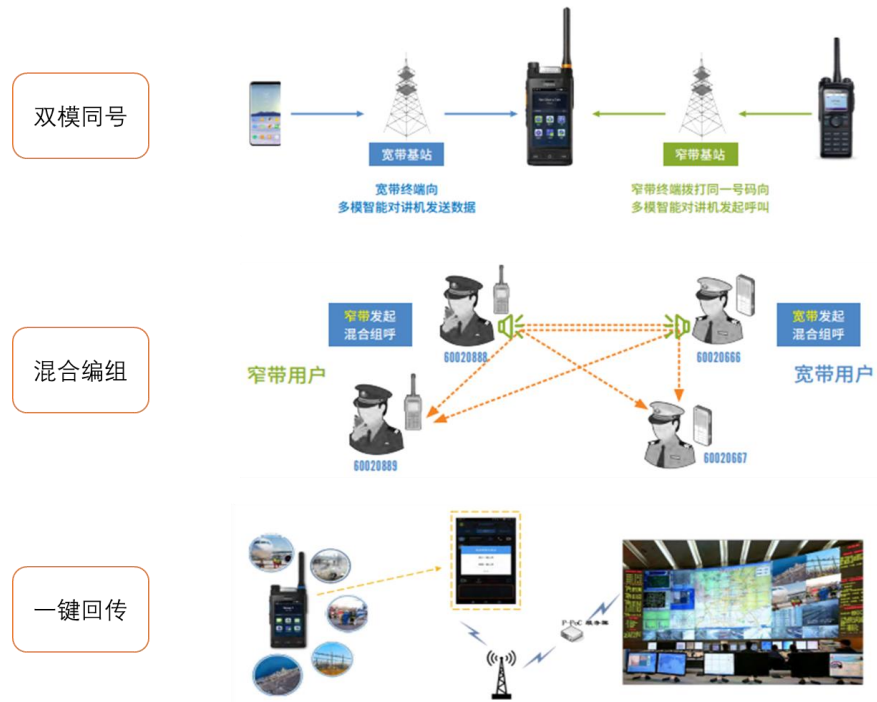 双模同号
宽带基站
窄带基站
宽带终端向
多模智能对讲机发送数据
窄带终端拨打同一号码向
多模智能对讲机发起呼叫
混合编组
窄带发起
混合组呼
宽带发起
混合组呼
60020888
60020666
窄带用户
宽带用户
60020889
60020667
一键回传
P-PoC 服务器